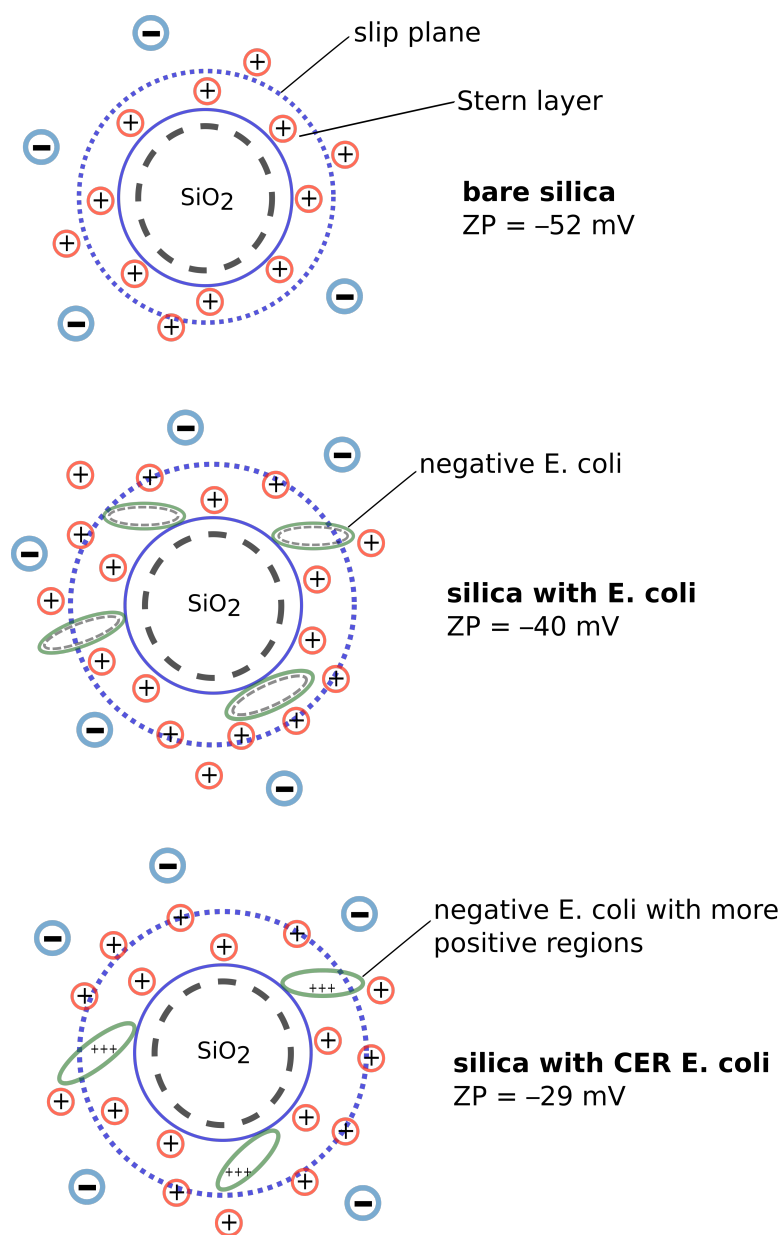 slip plane
Stern layer
SiO2
bare silica
ZP = –52 mV
negative E. coli
SiO2
silica with E. coli
ZP = –40 mV
negative E. coli with more
positive regions
+++
SiO2
+++
silica with CER E. coli
ZP = –29 mV
+++